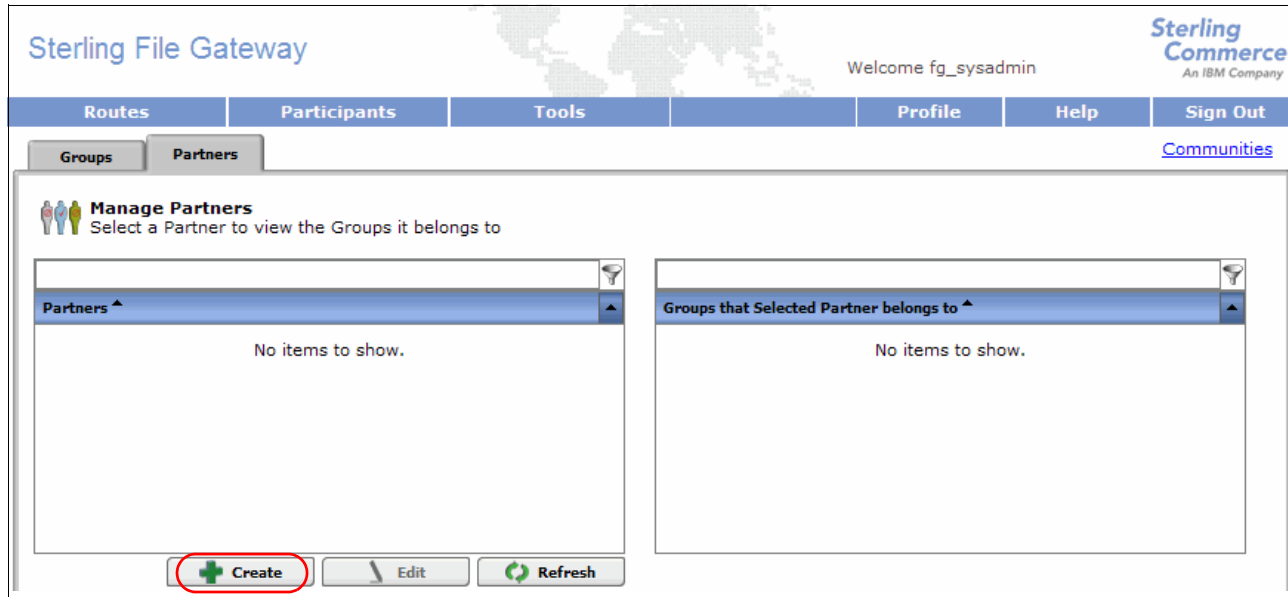 Sterling File Gateway
Welcome fg_sysadmin
Sterling
Commerce
An IBM Company
Routes Participants Tools Profile Help Sign Out
Groups Partners Communities
Manage Partners
Select a Partner to view the Groups it belongs to
Partners Groups that Selected Partner belongs to
No items to show. No items to show.
Create Edit Refresh